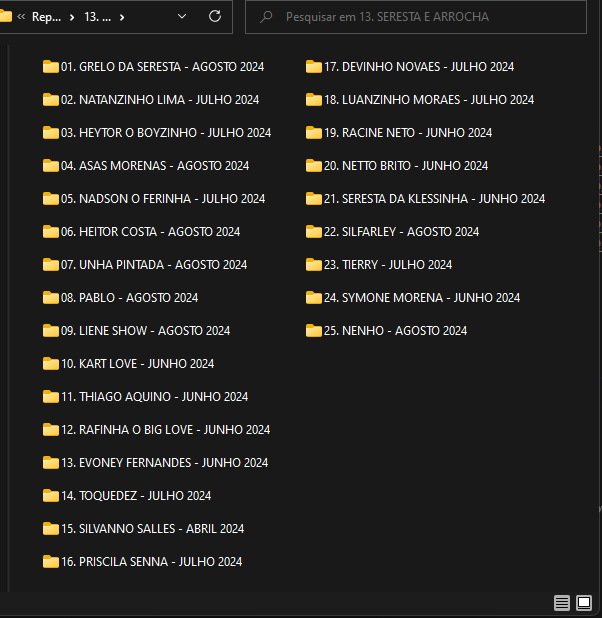 Rep...
13. ...
Pesquisar em 13. SERESTA E ARROCHA
01. GRELO DA SERESTA - AGOSTO 2024
02. NATANZINHO LIMA - JULHO 2024
03. HEYTOR O BOYZINHO - JULHO 2024
04. ASAS MORENAS - AGOSTO 2024
05. NADSON O FERINHA - JULHO 2024
06. HEITOR COSTA - AGOSTO 2024
07. UNHA PINTADA - AGOSTO 2024
08. PABLO - AGOSTO 2024
09. LIENE SHOW - AGOSTO 2024
10. KART LOVE - JUNHO 2024
11. THIAGO AQUINO - JUNHO 2024
12. RAFINHA O BIG LOVE - JUNHO 2024
13. EVONEY FERNANDES - JUNHO 2024
14. TOQUEDEZ - JULHO 2024
15. SILVANNO SALLES - ABRIL 2024
16. PRISCILA SENNA - JULHO 2024
17. DEVINHO NOVAES - JULHO 2024
18. LUANZINHO MORAES - JULHO 2024
19. RACINE NETO - JUNHO 2024
20. NETTO BRITO - JUNHO 2024
21. SERESTA DA KLESSINHA - JUNHO 2024
22. SILFARLEY - AGOSTO 2024
23. TIERRY - JULHO 2024
24. SYMONE MORENA - JUNHO 2024
25. NENHO - AGOSTO 2024